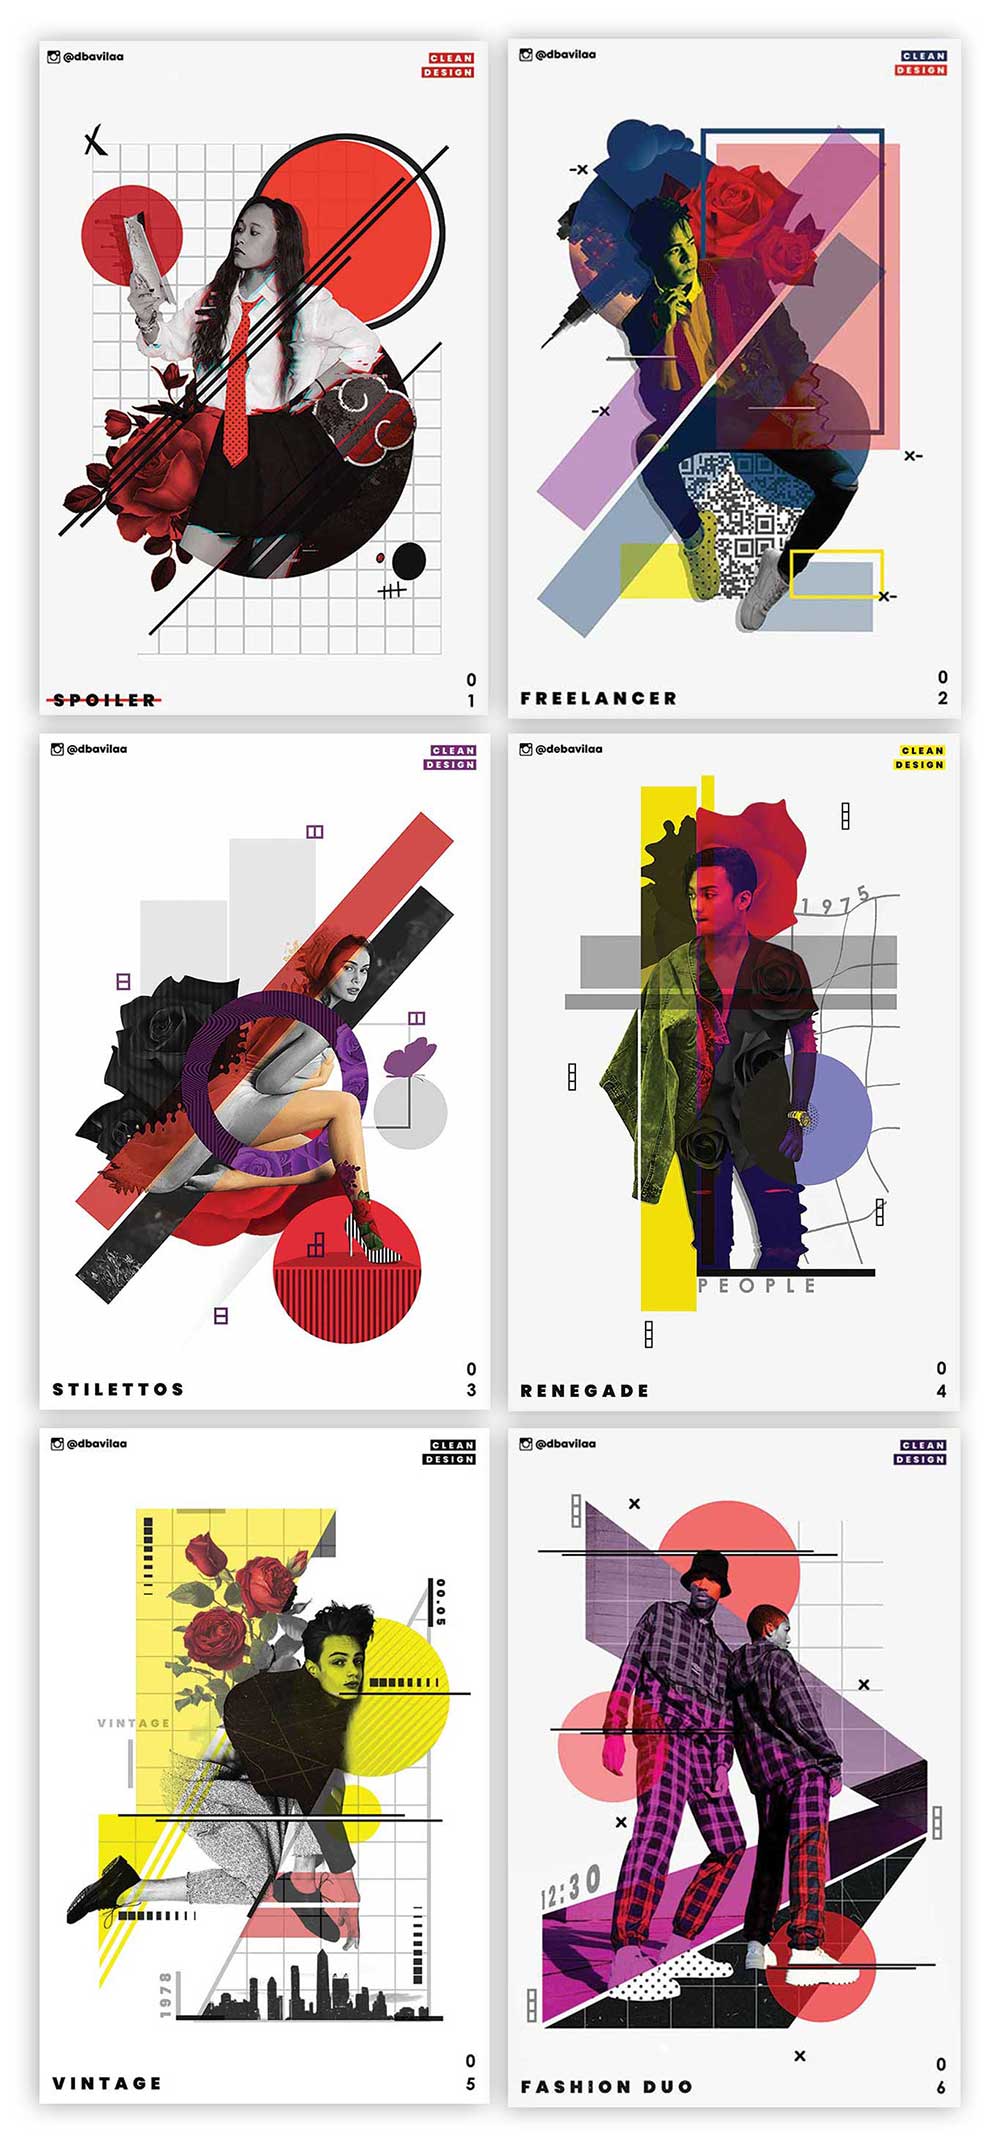 @dbavilaa
CLEAN
DESIGN
SPOILER
0
1
@dbavilaa
CLEAN
DESIGN
FREELANCER
0
2
@dbavilaa
CLEAN
DESIGN
STILETTOS
0
3
@debavilaa
CLEAN
DESIGN
1975
PEOPLE
RENEGADE
0
4
@dbavilaa
CLEAN
DESIGN
00.05
VINTAGE
1978
VINTAGE
0
5
@dbavilaa
CLEAN
DESIGN
12:30
FASHION DUO
0
6